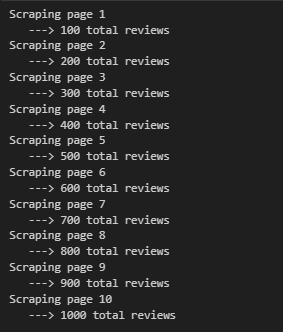 Scraping page 1
   ---> 100 total reviews
Scraping page 2
   ---> 200 total reviews
Scraping page 3
   ---> 300 total reviews
Scraping page 4
   ---> 400 total reviews
Scraping page 5
   ---> 500 total reviews
Scraping page 6
   ---> 600 total reviews
Scraping page 7
   ---> 700 total reviews
Scraping page 8
   ---> 800 total reviews
Scraping page 9
   ---> 900 total reviews
Scraping page 10
   ---> 1000 total reviews